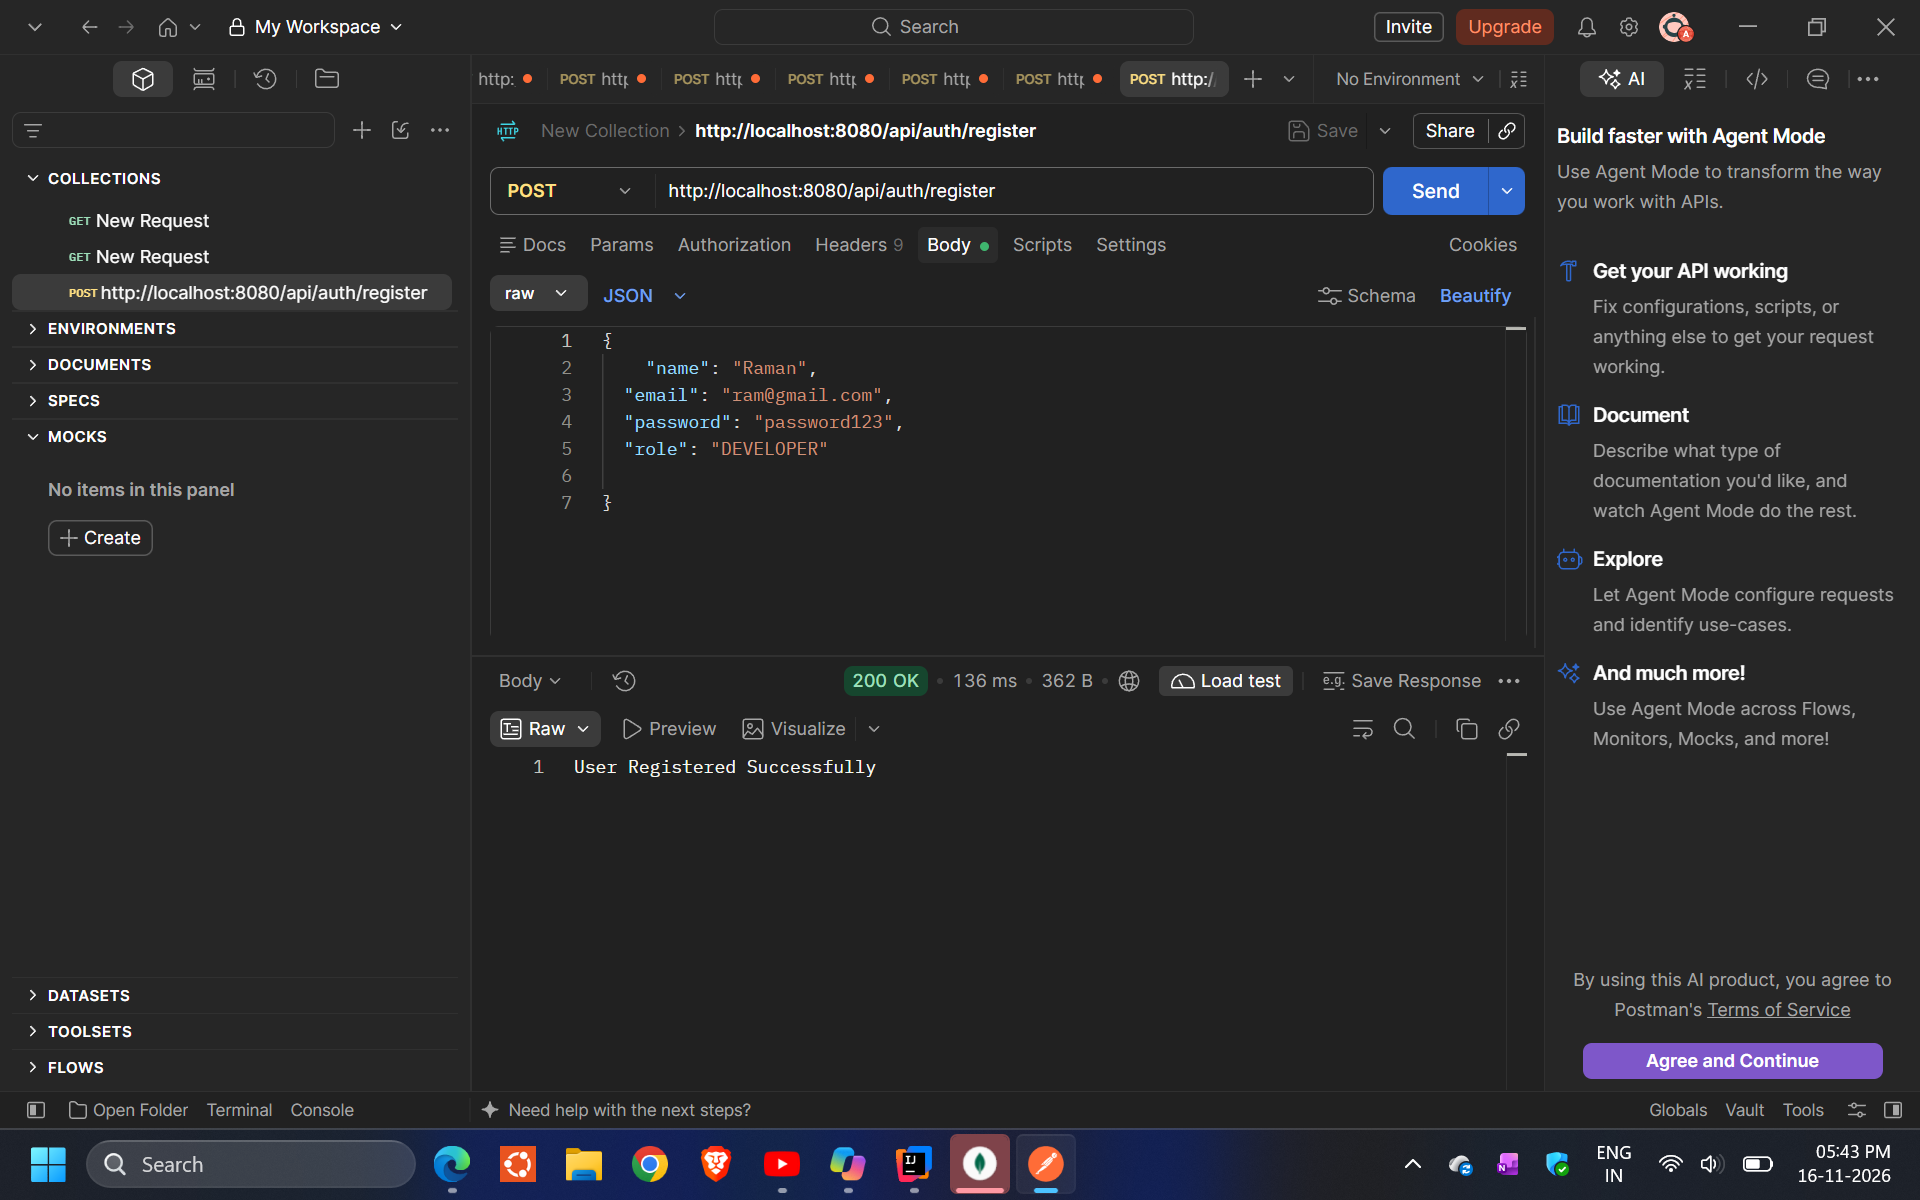 My Workspace
Search
Invite
Upgrade
A
http:
POST http
POST http
POST http
POST http
POST http
POST http:/
No Environment
AI
HTTP
New Collection > http://localhost:8080/api/auth/register
Save
Share
POST
http://localhost:8080/api/auth/register
Send
Docs
Params
Authorization
Headers 9
Body
Scripts
Settings
Cookies
raw
JSON
Schema
Beautify
1 {
2 "name": "Raman",
3 "email": "ram@gmail.com",
4 "password": "password123",
5 "role": "DEVELOPER"
6
7 }
COLLECTIONS
GET New Request
GET New Request
POST http://localhost:8080/api/auth/register
ENVIRONMENTS
DOCUMENTS
SPECS
MOCKS
No items in this panel
+ Create
DATASETS
TOOLSETS
FLOWS
Body
200 OK • 136 ms • 362 B •
Load test
e.g. Save Response
Raw
Preview
Visualize
1 User Registered Successfully
Build faster with Agent Mode
Use Agent Mode to transform the way
you work with APIs.
Get your API working
Fix configurations, scripts, or
anything else to get your request
working.
Document
Describe what type of
documentation you'd like, and
watch Agent Mode do the rest.
Explore
Let Agent Mode configure requests
and identify use-cases.
And much more!
Use Agent Mode across Flows,
Monitors, Mocks, and more!
By using this AI product, you agree to
Postman's Terms of Service
Agree and Continue
Open Folder
Terminal
Console
Need help with the next steps?
Globals
Vault
Tools
Search
IJ
N
ENG
IN
05:43 PM
16-11-2026